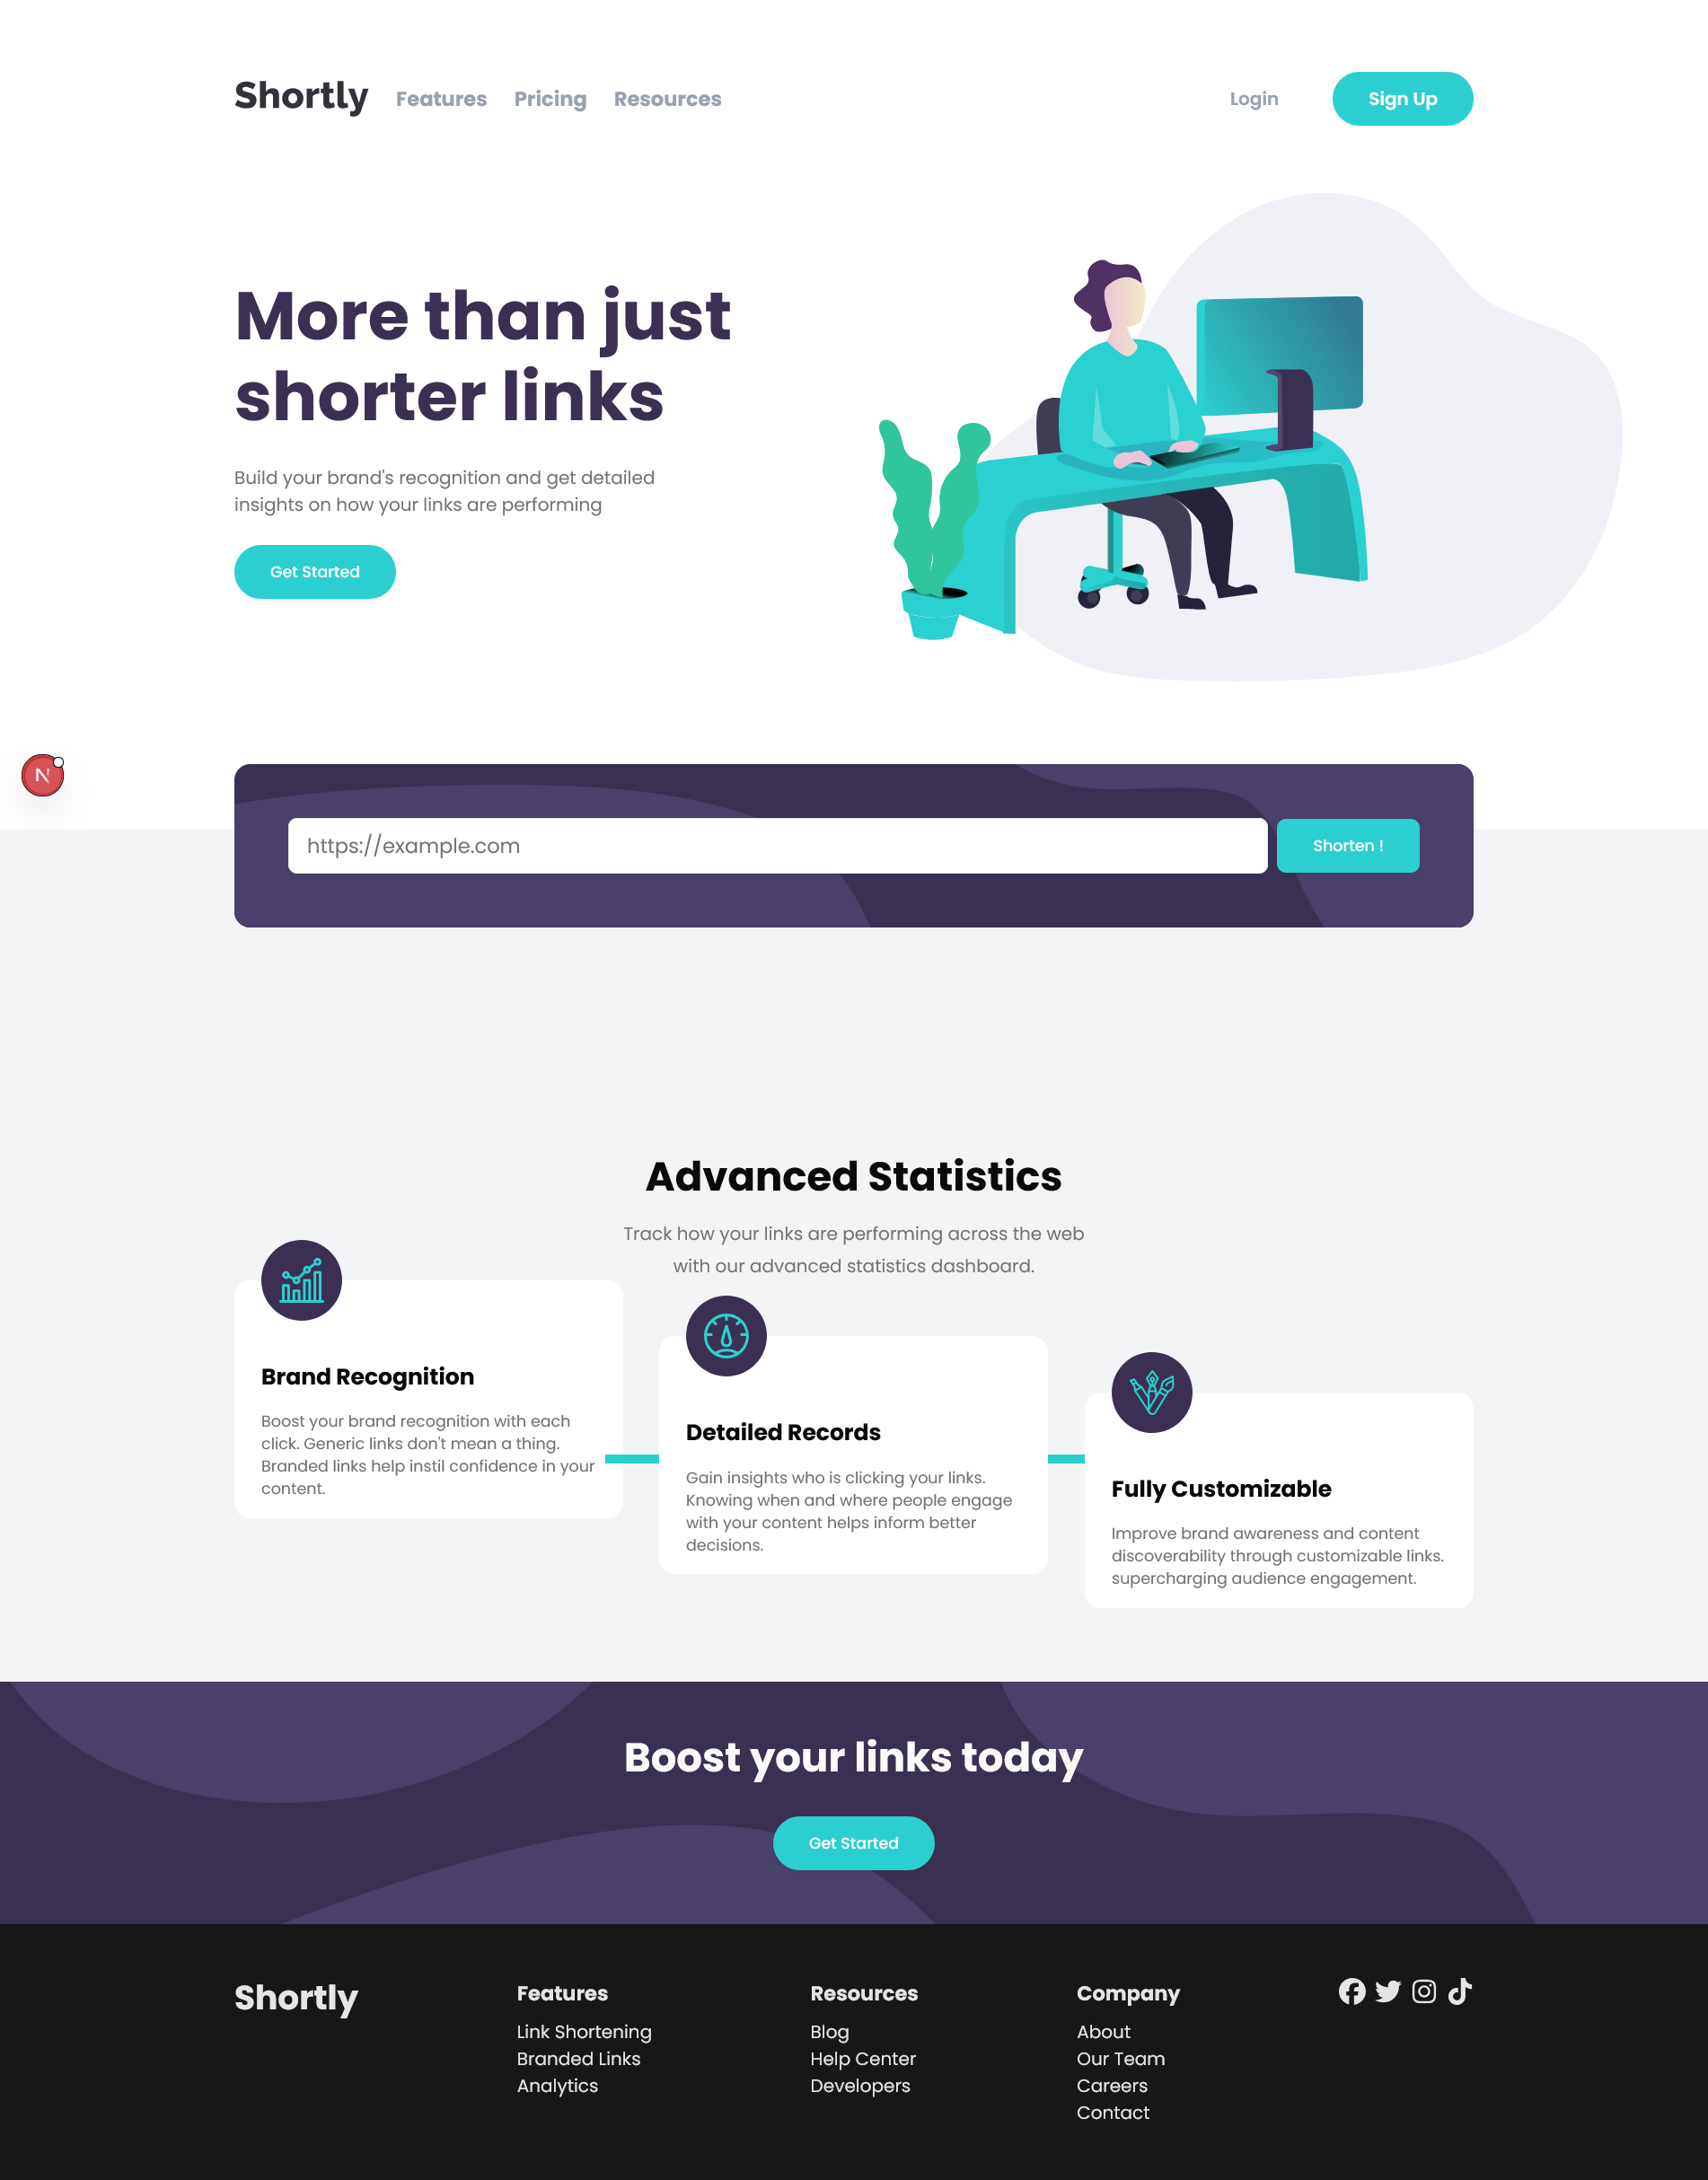 Shortly
Features
Pricing
Resources
Login
Sign Up
More than just
shorter links
Build your brand's recognition and get detailed
insights on how your links are performing
Get Started
N
https://example.com
Shorten !
Advanced Statistics
Track how your links are performing across the web
with our advanced statistics dashboard.
Brand Recognition
Boost your brand recognition with each
click. Generic links don't mean a thing.
Branded links help instil confidence in your
content.
Detailed Records
Gain insights who is clicking your links.
Knowing when and where people engage
with your content helps inform better
decisions.
Fully Customizable
Improve brand awareness and content
discoverability through customizable links.
supercharging audience engagement.
Boost your links today
Get Started
Shortly
Features
Link Shortening
Branded Links
Analytics
Resources
Blog
Help Center
Developers
Company
About
Our Team
Careers
Contact